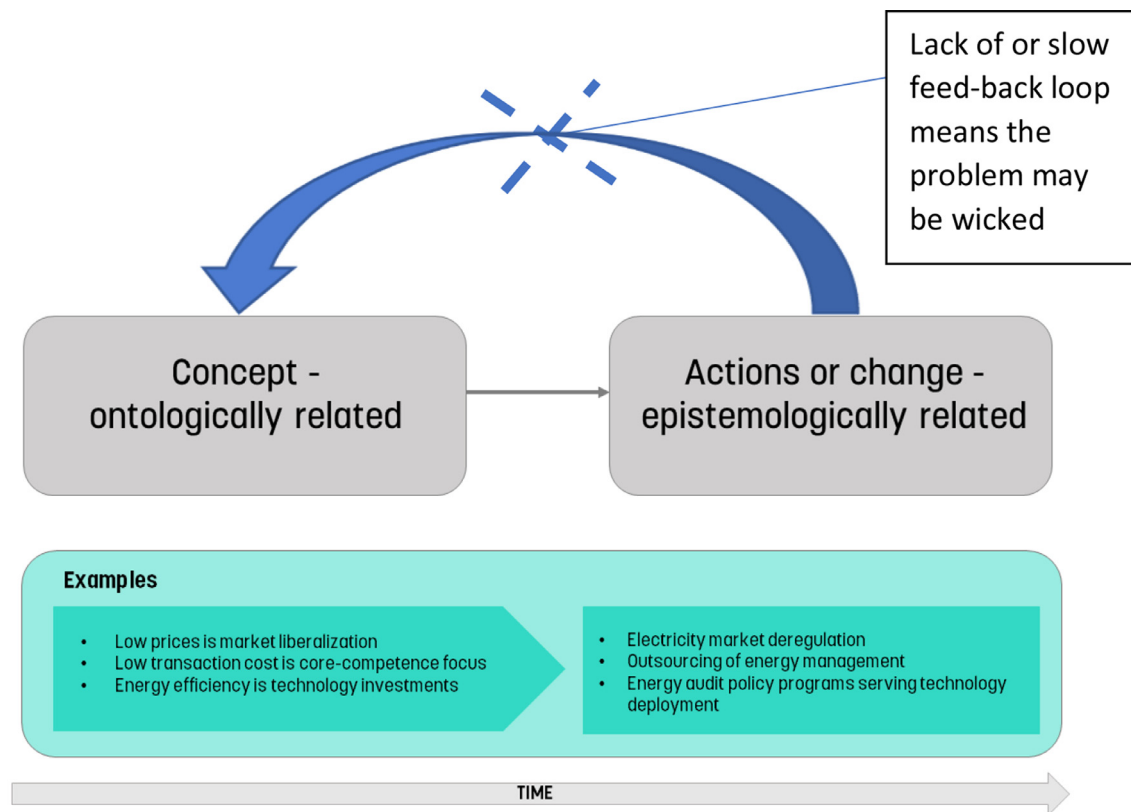 Lack of or slow
feed-back loop
means the
problem may
be wicked
Concept -
ontologically related
Actions or change -
epistemologically related
Examples
• Low prices is market liberalization
• Low transaction cost is core-competence focus
• Energy efficiency is technology investments
• Electricity market deregulation
• Outsourcing of energy management
• Energy audit policy programs serving technology
deployment
TIME